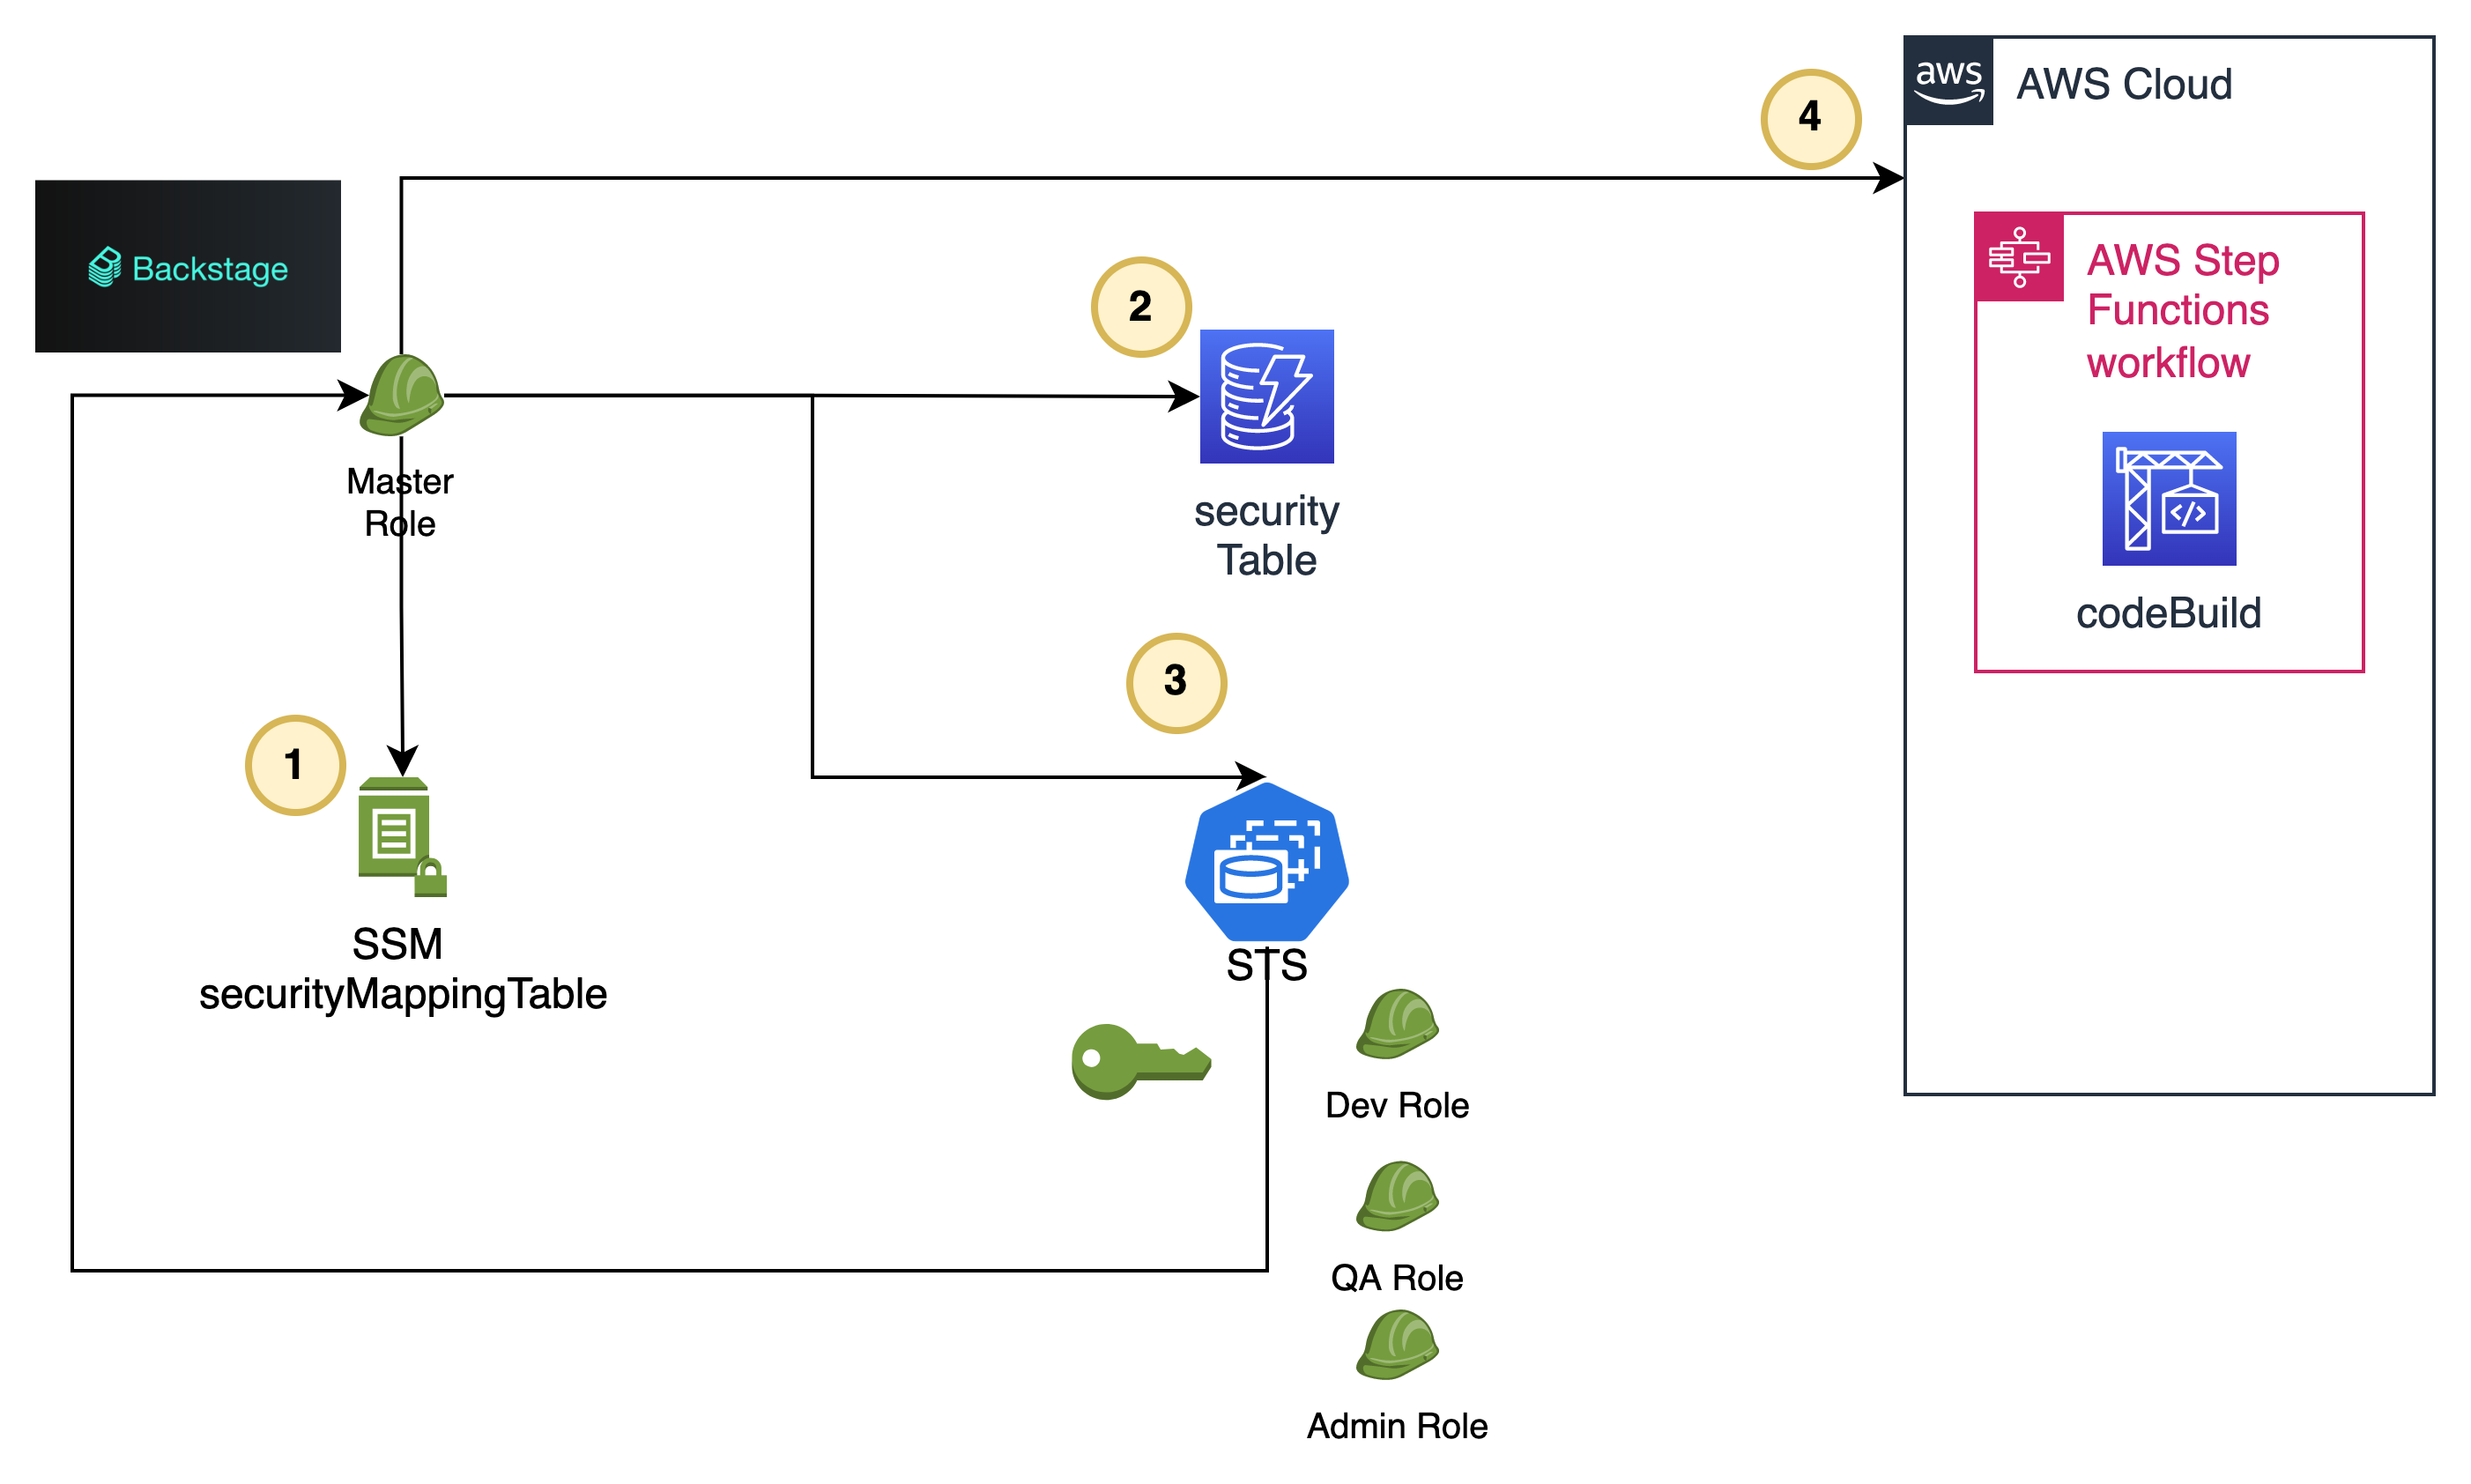 aws
AWS Cloud
4
Backstage
AWS Step
Functions
workflow
2
Master
Role
security
Table
codeBuild
3
1
SSM
securityMappingTable
STS
Dev Role
QA Role
Admin Role